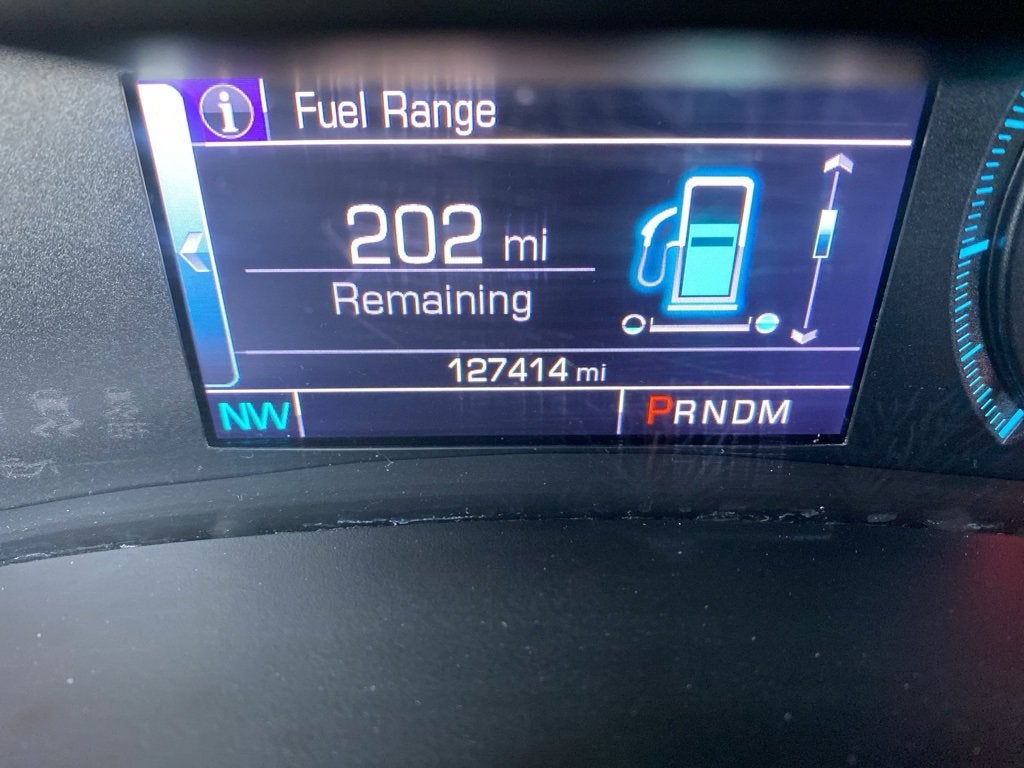 i Fuel Range
202 mi
Remaining
127414 mi
NW PRNDM